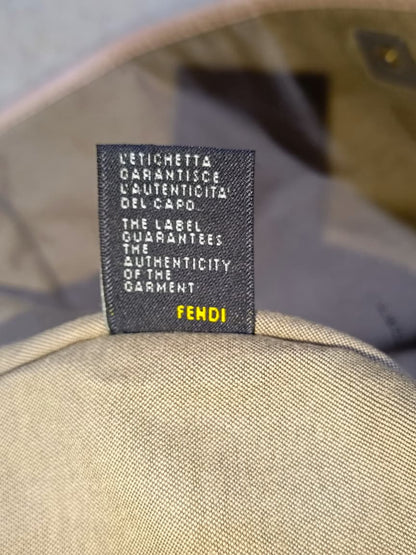 L'ETICHETTA
GARANTISCE
L'AUTENTICITA'
DEL CAPO
THE LABEL
GUARANTEES
THE
AUTHENTICITY
OF THE
GARMENT
FENDI